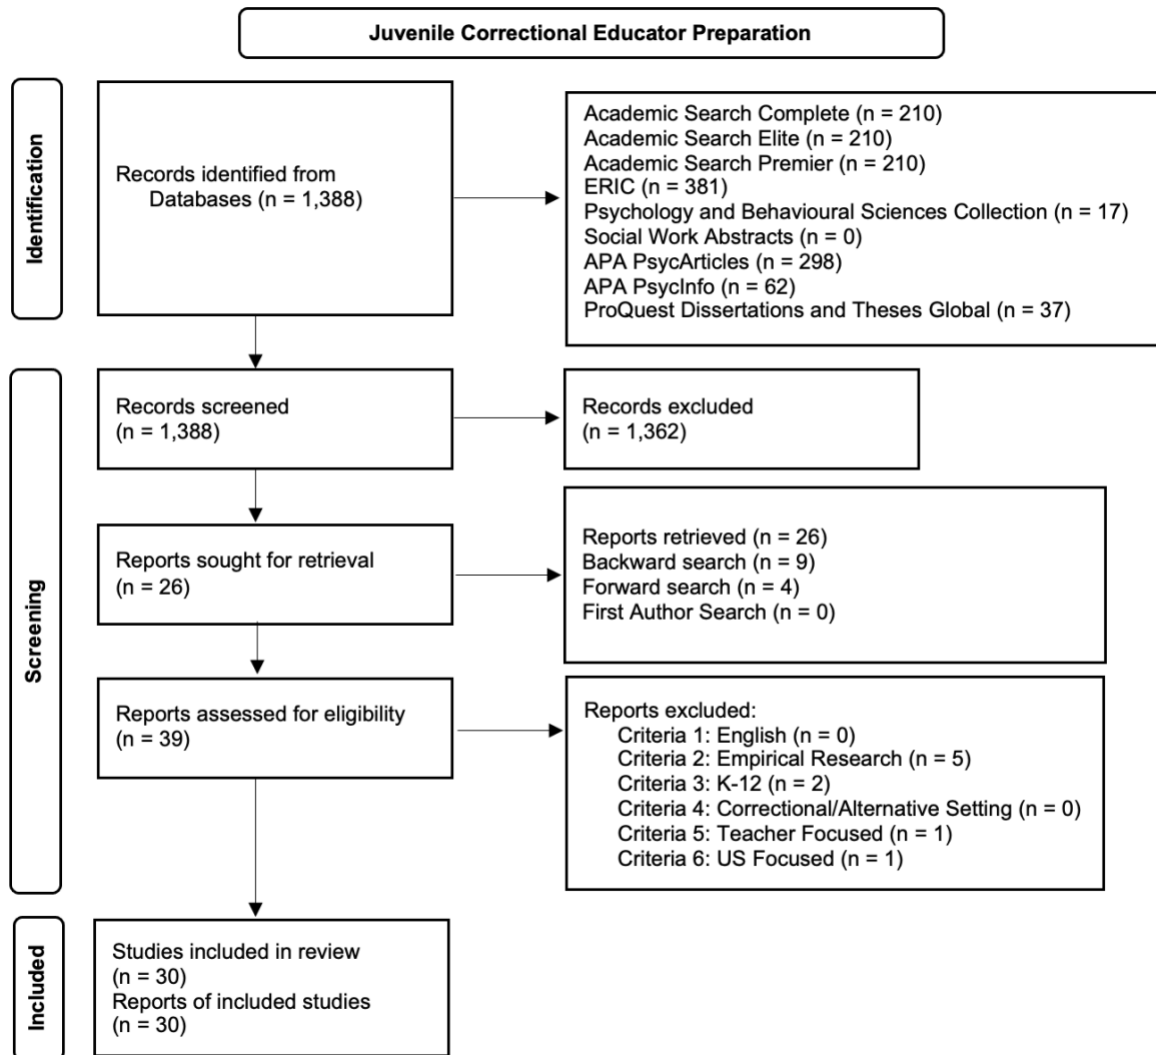 Juvenile Correctional Educator Preparation
Identification
Records identified from
Databases (n = 1,388)
Academic Search Complete (n = 210)
Academic Search Elite (n = 210)
Academic Search Premier (n = 210)
ERIC (n = 381)
Psychology and Behavioural Sciences Collection (n = 17)
Social Work Abstracts (n = 0)
APA PsycArticles (n = 298)
APA PsycInfo (n = 62)
ProQuest Dissertations and Theses Global (n = 37)
Screening
Records screened
(n = 1,388)
Records excluded
(n = 1,362)
Reports sought for retrieval
(n = 26)
Reports retrieved (n = 26)
Backward search (n = 9)
Forward search (n = 4)
First Author Search (n = 0)
Reports assessed for eligibility
(n = 39)
Reports excluded:
Criteria 1: English (n = 0)
Criteria 2: Empirical Research (n = 5)
Criteria 3: K-12 (n = 2)
Criteria 4: Correctional/Alternative Setting (n = 0)
Criteria 5: Teacher Focused (n = 1)
Criteria 6: US Focused (n = 1)
Included
Studies included in review
(n = 30)
Reports of included studies
(n = 30)